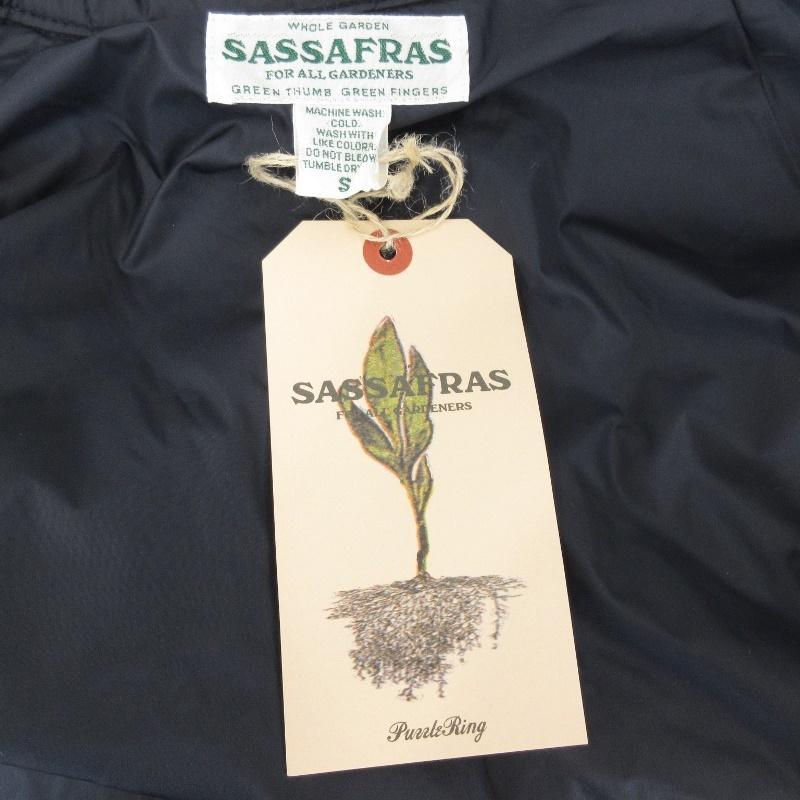 WHOLE GARDEN
SASSAFRAS
FOR ALL GARDENERS
GREEN THUMB GREEN FINGERS
MACHINE WASH
COLD.
WASH WITH
LIKE COLORS.
DO NOT BLEOW
TUMBLE DRY
S
SASSAFRAS
FOR ALL GARDENERS
PuzzleRing